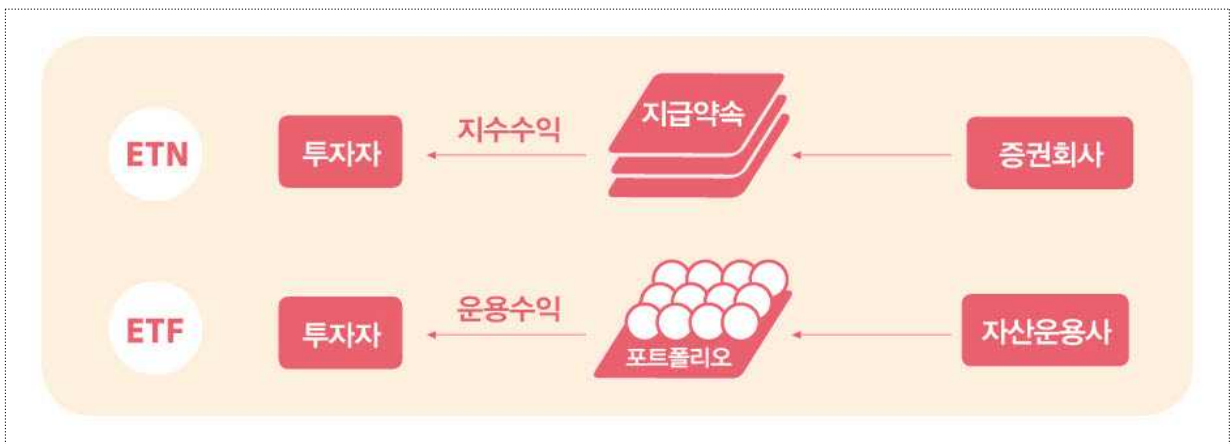 ETN
투자자
지수수익
지급약속
증권회사
ETF
투자자
운용수익
포트폴리오
자산운용사